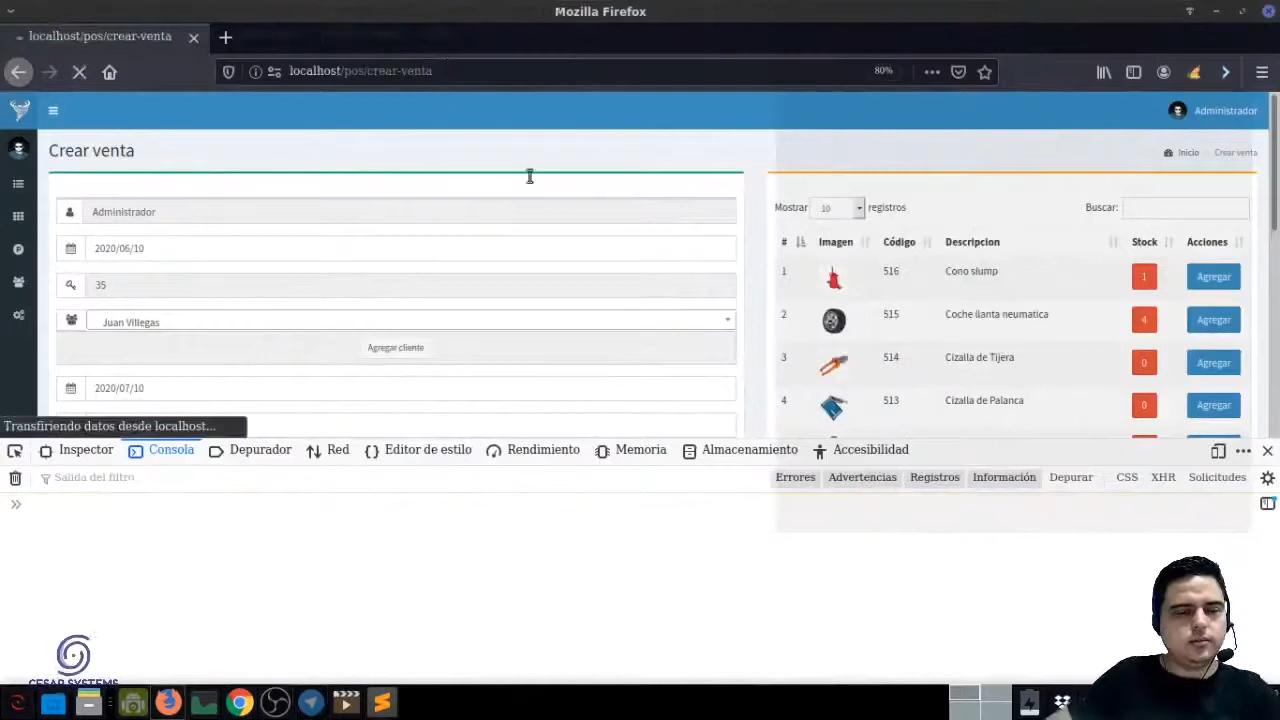 Mozilla Firefox
localhost/pos/crear-venta
localhost/pos/crear-venta
80%
Administrador
Crear venta
Inicio
Crear venta
Administrador
2020/06/10
35
Juan Villegas
Agregar cliente
2020/07/10
Mostrar 10 registros
Buscar:
# Imagen Código Descripcion Stock Acciones
1 516 Cono slump 1 Agregar
2 515 Coche llanta neumatica 4 Agregar
3 514 Cizalla de Tijera 0 Agregar
4 513 Cizalla de Palanca 0 Agregar
Transfiriendo datos desde localhost...
Inspector Consola Depurador Red Editor de estilo Rendimiento Memoria Almacenamiento Accesibilidad
Salida del filtro
Errores Advertencias Registros Información Depurar CSS XHR Solicitudes
CESAR SYSTEMS